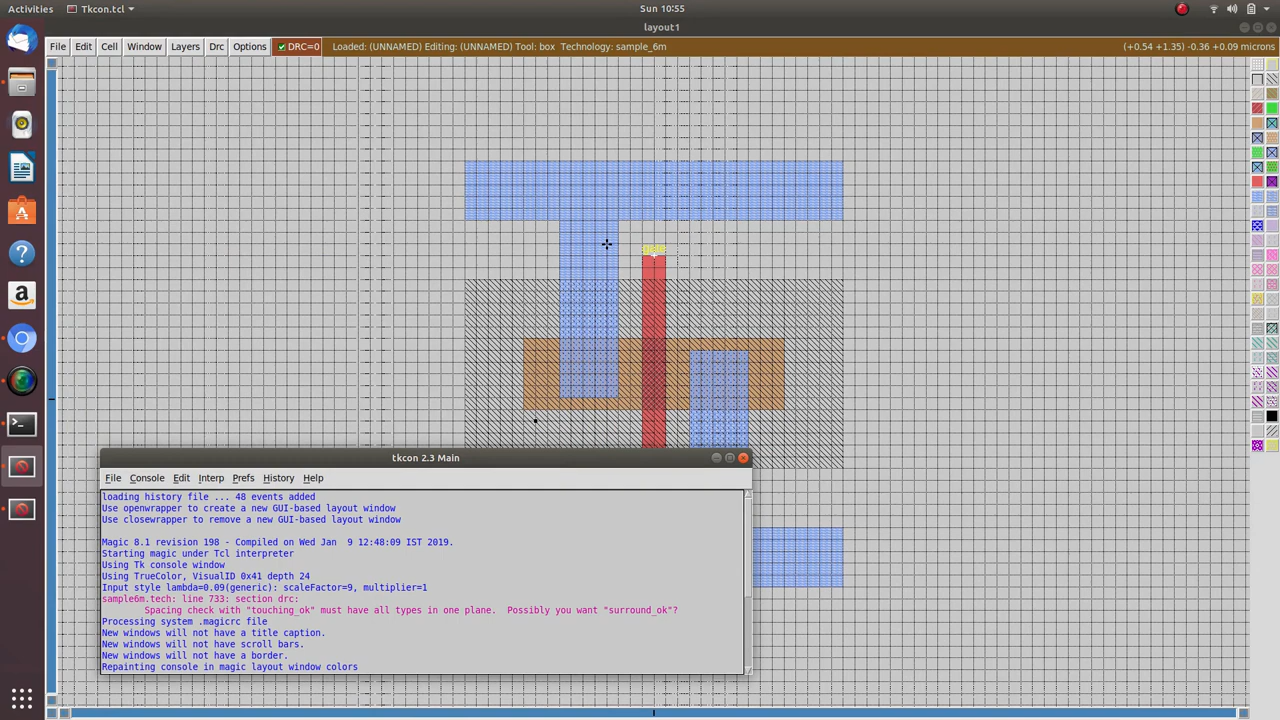 Activities
Tkcon.tcl
Sun 10:55
layout1
File Edit Cell Window Layers Drc Options DRC=0 Loaded: (UNNAMED) Editing: (UNNAMED) Tool: box Technology: sample_6m (+0.54 +1.35) -0.36 +0.09 microns
tkcon 2.3 Main
File Console Edit Interp Prefs History Help
loading history file ... 48 events added
Use openwrapper to create a new GUI-based layout window
Use closewrapper to remove a new GUI-based layout window
Magic 8.1 revision 198 - Compiled on Wed Jan  9 12:48:09 IST 2019.
Starting magic under Tcl interpreter
Using Tk console window
Using TrueColor, VisualID 0x41 depth 24
Input style lambda=0.09(generic): scaleFactor=9, multiplier=1
sample6m.tech: line 733: section drc:
Spacing check with "touching_ok" must have all types in one plane.  Possibly you want "surround_ok"?
Processing system .magicrc file
New windows will not have a title caption.
New windows will not have scroll bars.
New windows will not have a border.
Repainting console in magic layout window colors